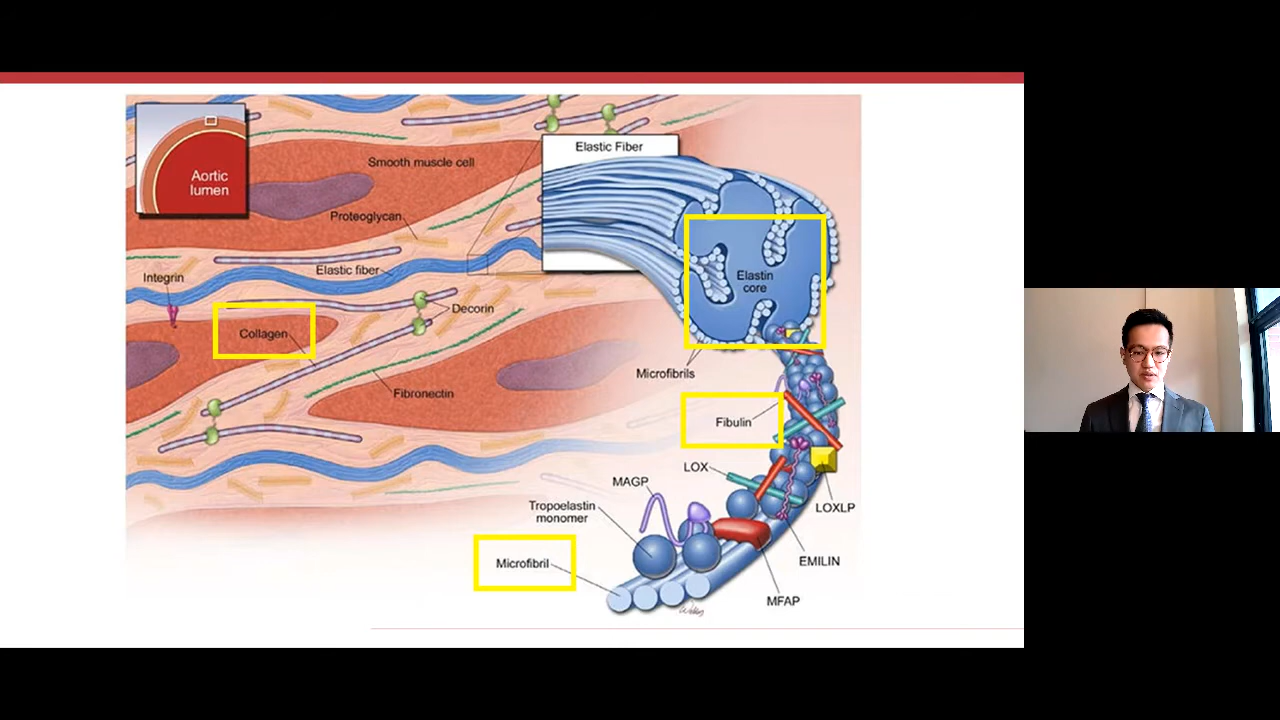 Elastic Fiber
Smooth muscle cell
Aortic
lumen
Proteoglycan
Integrin
Elastic fiber
Elastin
core
Decorin
Collagen
Microfibrils
Fibronectin
Fibulin
LOX
MAGP
Tropoelastin
monomer
LOXLP
Microfibril
EMILIN
MFAP